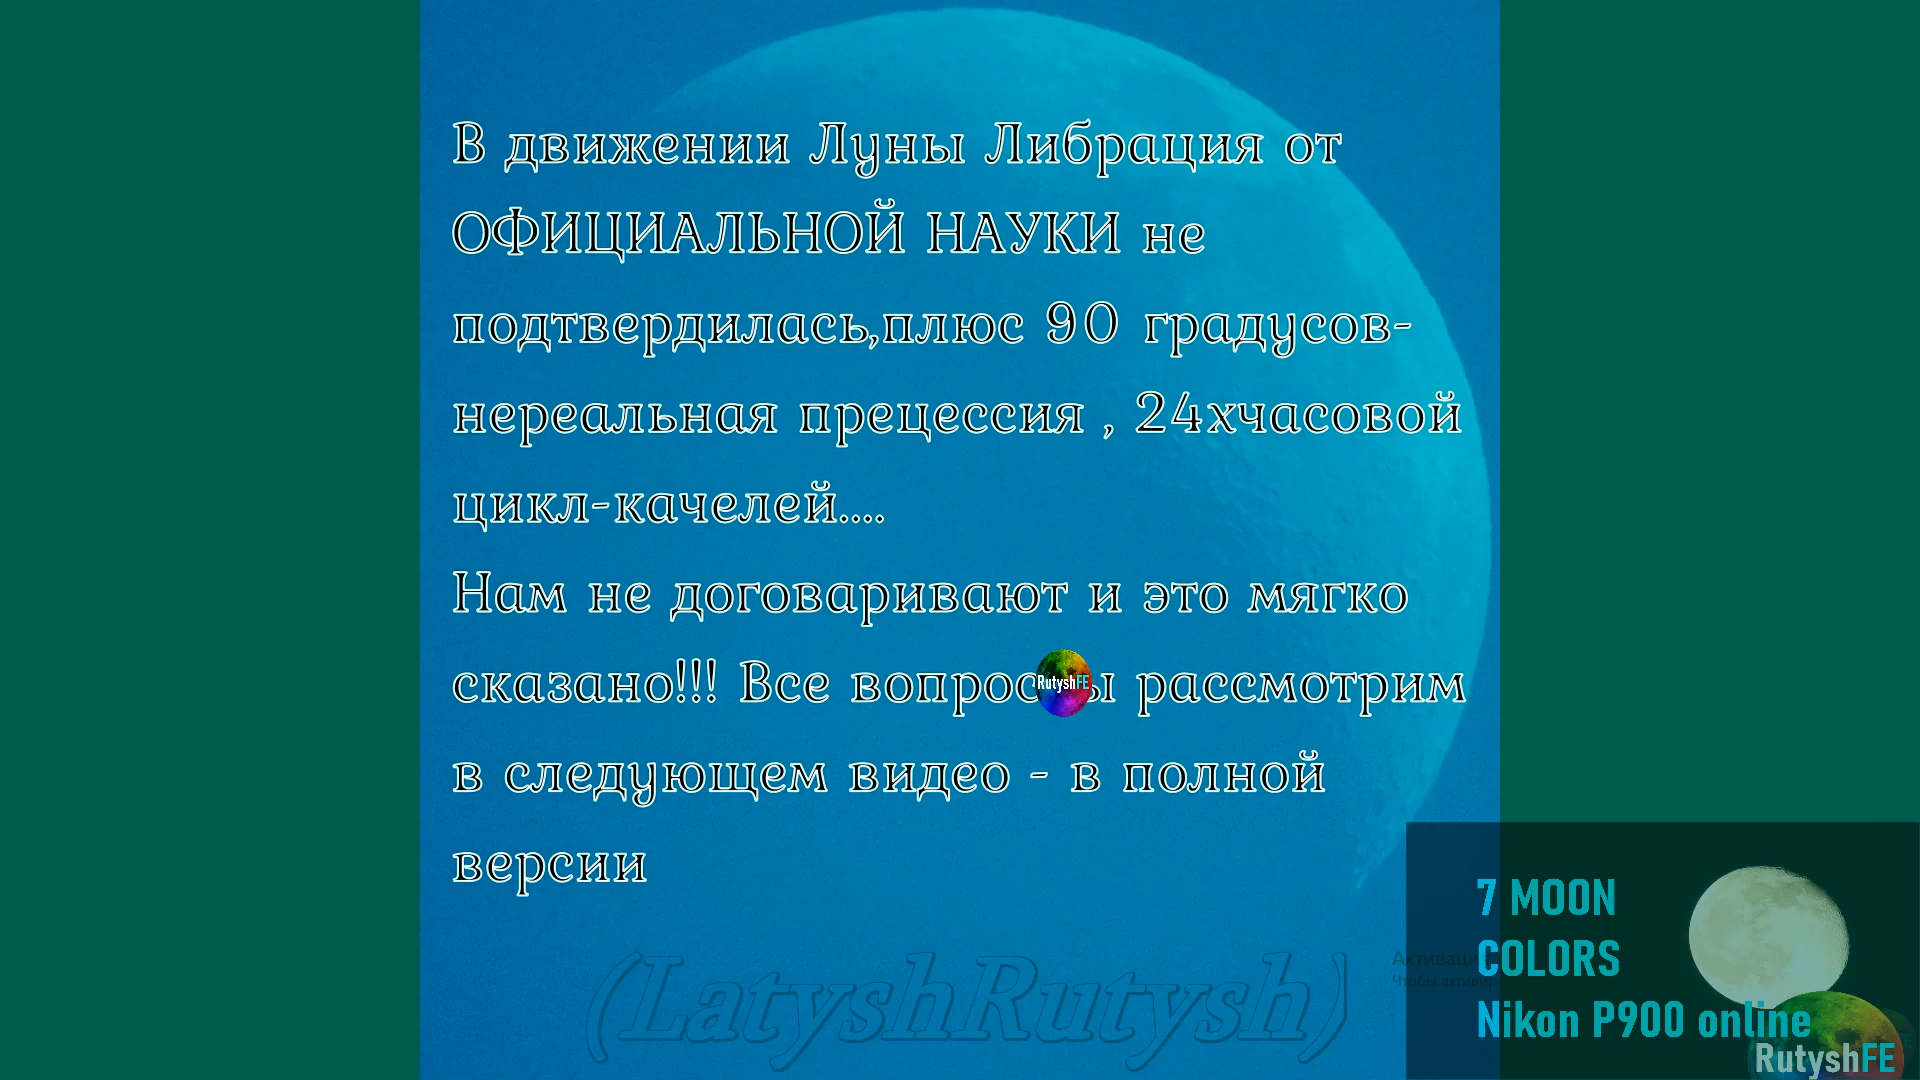 В движении Луны Либрация от
ОФИЦИАЛЬНОЙ НАУКИ не
подтвердилась,плюс 90 градусов-
нереальная прецессия , 24хчасовой
цикл-качелей....
Нам не договаривают и это мягко
сказано!!! Все вопросы рассмотрим
в следующем видео - в полной
версии
RutyshFE
(LatyshRutysh)
7 MOON
COLORS
Nikon P900 online
RutyshFE